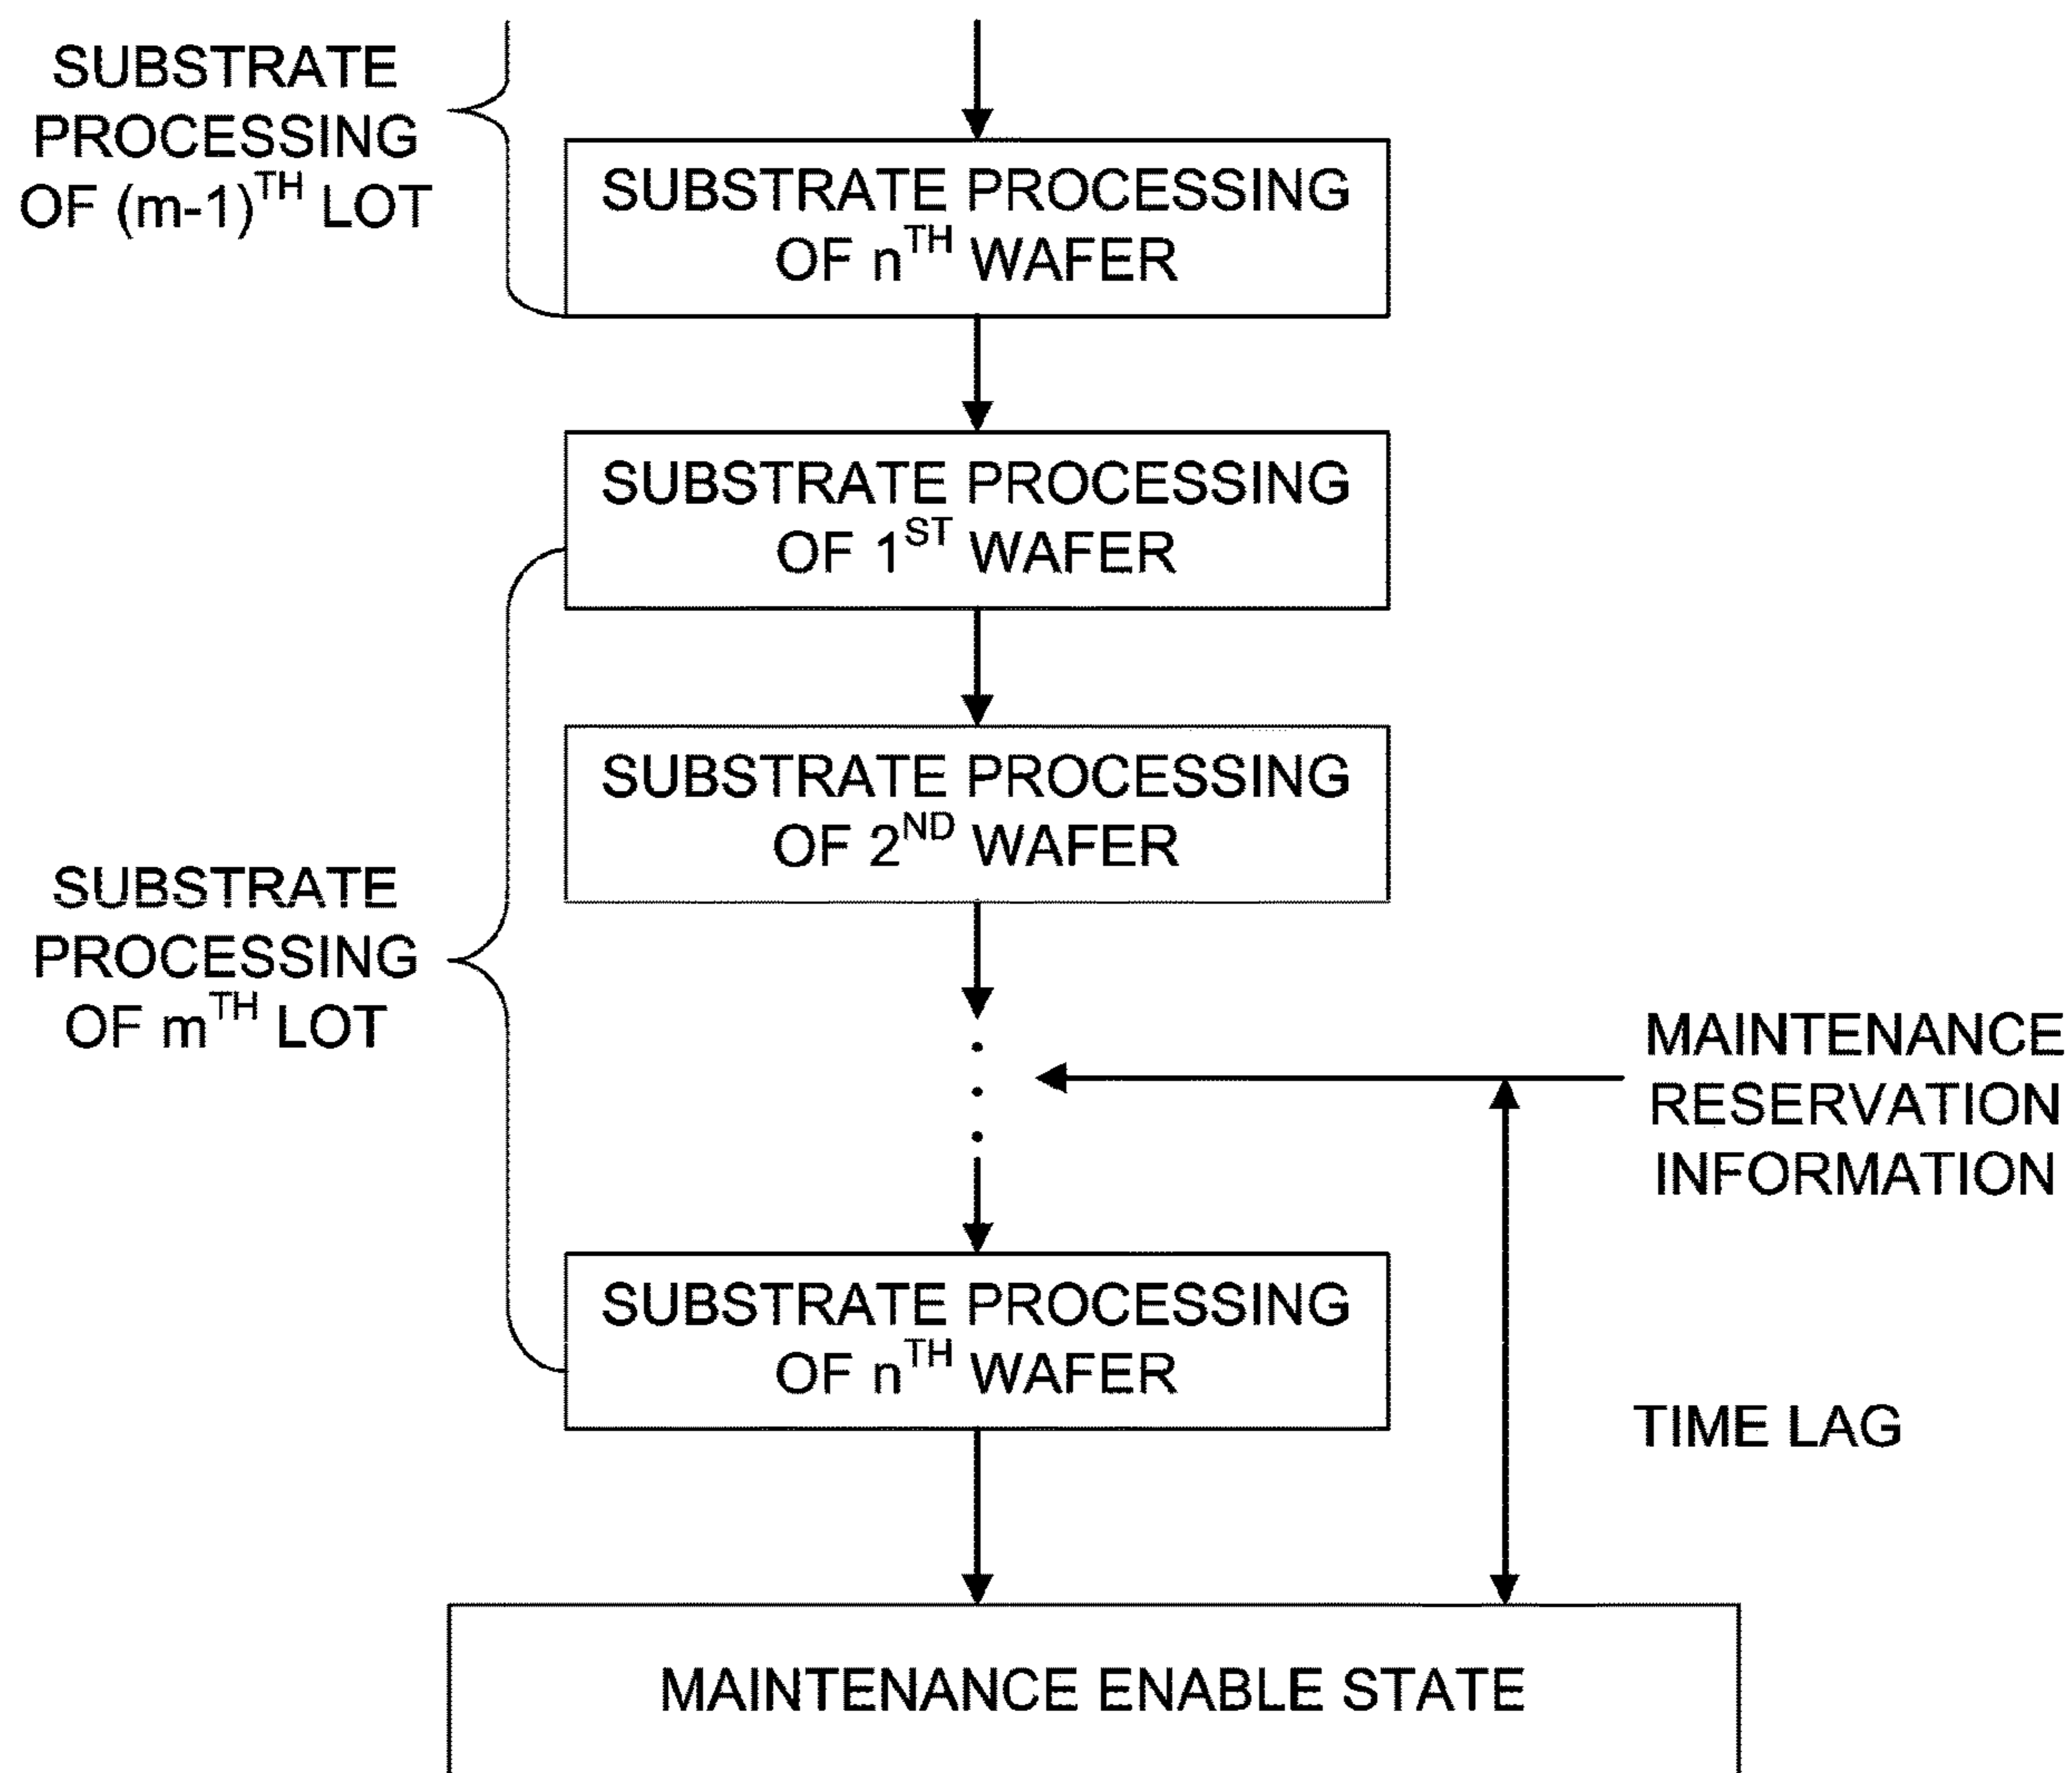 SUBSTRATE
PROCESSING
OF (m-1)TH LOT
SUBSTRATE PROCESSING
OF nTH WAFER
SUBSTRATE PROCESSING
OF 1ST WAFER
SUBSTRATE PROCESSING
OF 2ND WAFER
SUBSTRATE
PROCESSING
OF mTH LOT
MAINTENANCE
RESERVATION
INFORMATION
SUBSTRATE PROCESSING
OF nTH WAFER
TIME LAG
MAINTENANCE ENABLE STATE